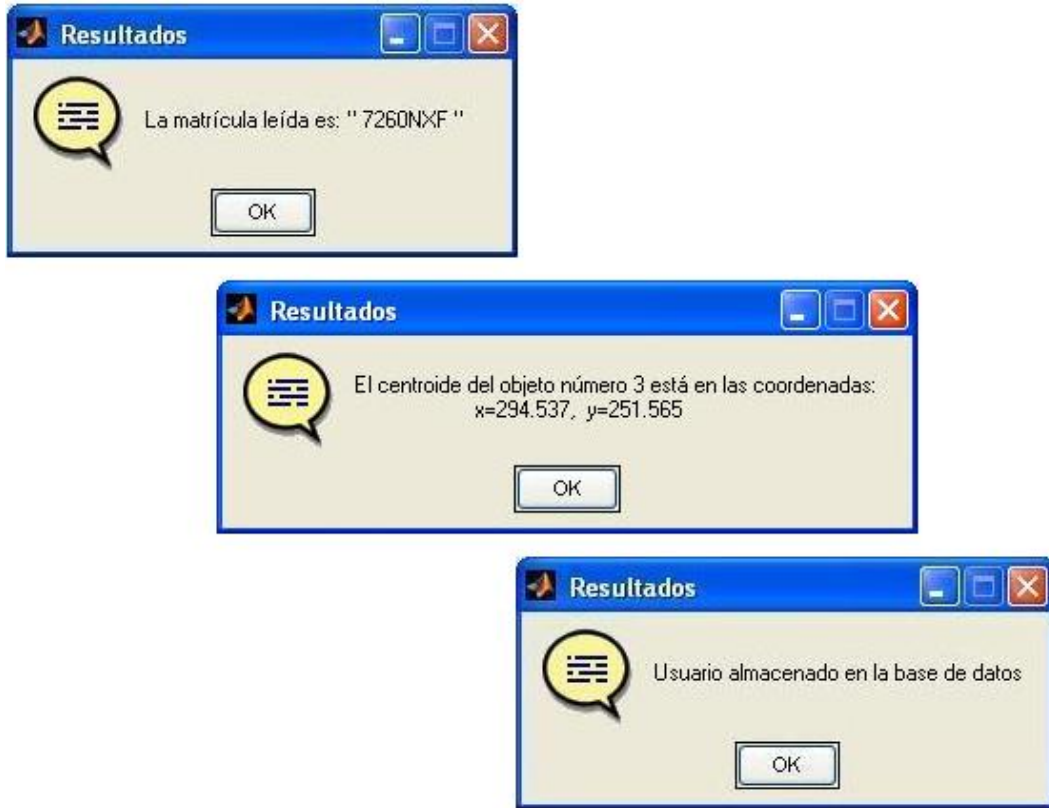 Resultados
La matrícula leída es: " 7260NXF "
OK
Resultados
El centroide del objeto número 3 está en las coordenadas:
x=294.537, y=251.565
OK
Resultados
Usuario almacenado en la base de datos
OK